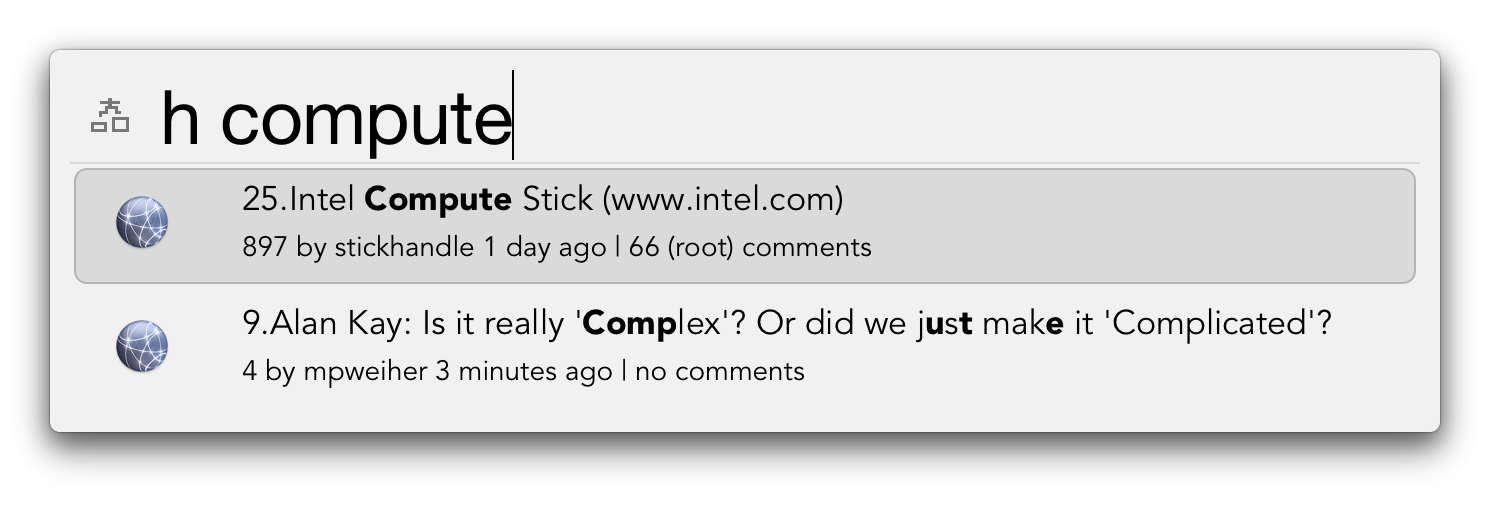 h compute
25.Intel Compute Stick (www.intel.com)
897 by stickhandle 1 day ago | 66 (root) comments
9.Alan Kay: Is it really 'Complex'? Or did we just make it 'Complicated'?
4 by mpweiher 3 minutes ago | no comments